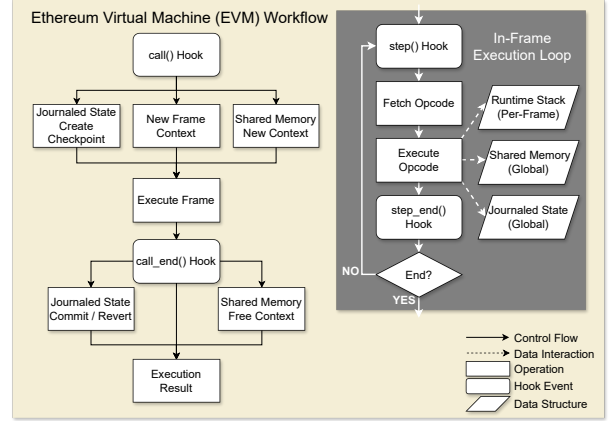 Ethereum Virtual Machine (EVM) Workflow
call() Hook
Journaled State
Create
Checkpoint
New Frame
Context
Shared Memory
New Context
Execute Frame
call_end() Hook
Journaled State
Commit / Revert
Shared Memory
Free Context
Execution
Result
In-Frame
Execution Loop
step() Hook
Fetch Opcode
Execute
Opcode
step_end()
Hook
End?
NO
YES
Runtime Stack
(Per-Frame)
Shared Memory
(Global)
Journaled State
(Global)
Control Flow
Data Interaction
Operation
Hook Event
Data Structure